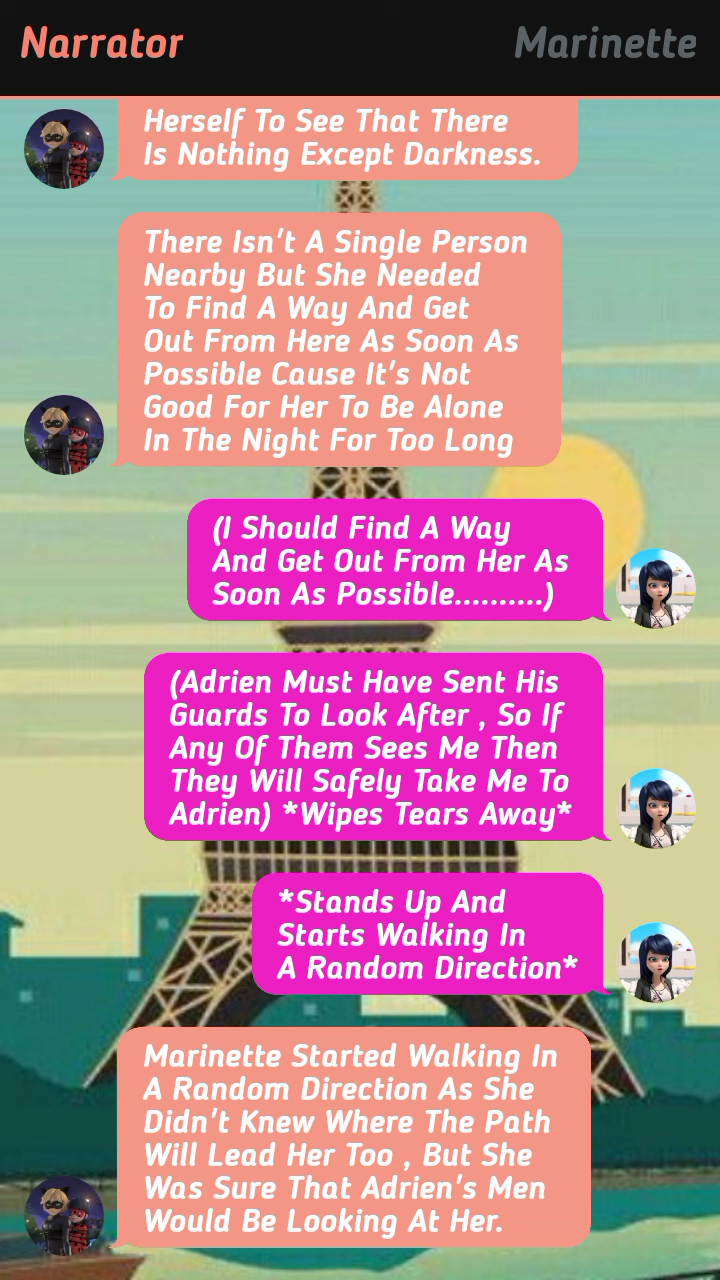 Narrator
Marinette
Herself To See That There
Is Nothing Except Darkness.
There Isn't A Single Person
Nearby But She Needed
To Find A Way And Get
Out From Here As Soon As
Possible Cause It's Not
Good For Her To Be Alone
In The Night For Too Long
(I Should Find A Way
And Get Out From Her As
Soon As Possible..........)
(Adrien Must Have Sent His
Guards To Look After , So If
Any Of Them Sees Me Then
They Will Safely Take Me To
Adrien) *Wipes Tears Away*
*Stands Up And
Starts Walking In
A Random Direction*
Marinette Started Walking In
A Random Direction As She
Didn't Knew Where The Path
Will Lead Her Too , But She
Was Sure That Adrien's Men
Would Be Looking At Her.